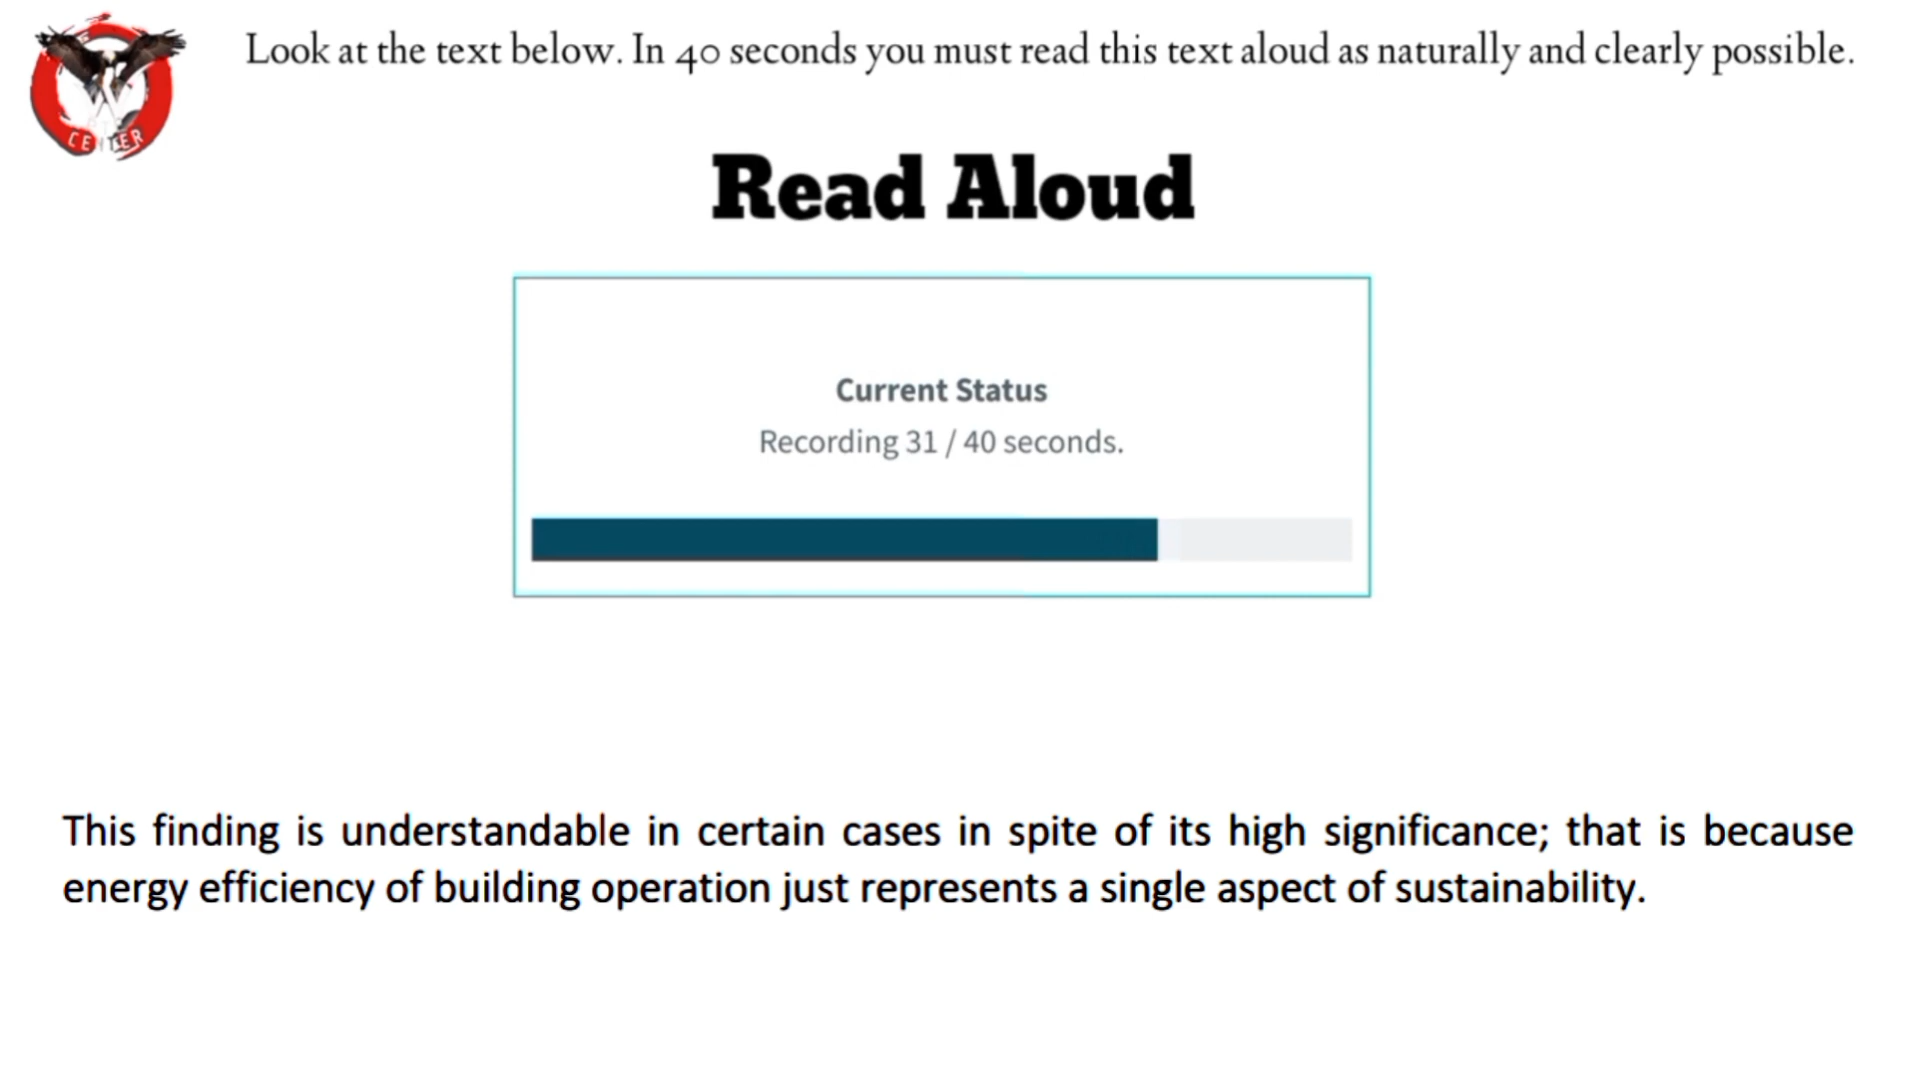 Look at the text below. In 40 seconds you must read this text aloud as naturally and clearly possible.
CENTER
Read Aloud
Current Status
Recording 31 / 40 seconds.
This finding is understandable in certain cases in spite of its high significance; that is because
energy efficiency of building operation just represents a single aspect of sustainability.